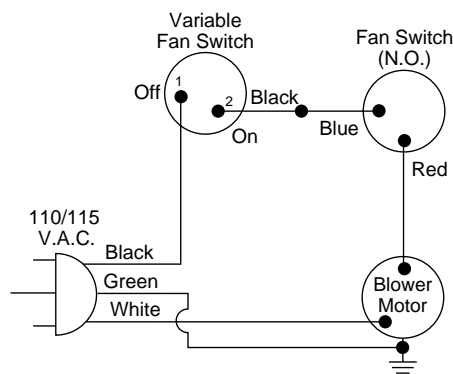 Variable
Fan Switch
Fan Switch
(N.O.)
Off
1
2
Black
On
Blue
Red
110/115
V.A.C.
Black
Green
White
Blower
Motor